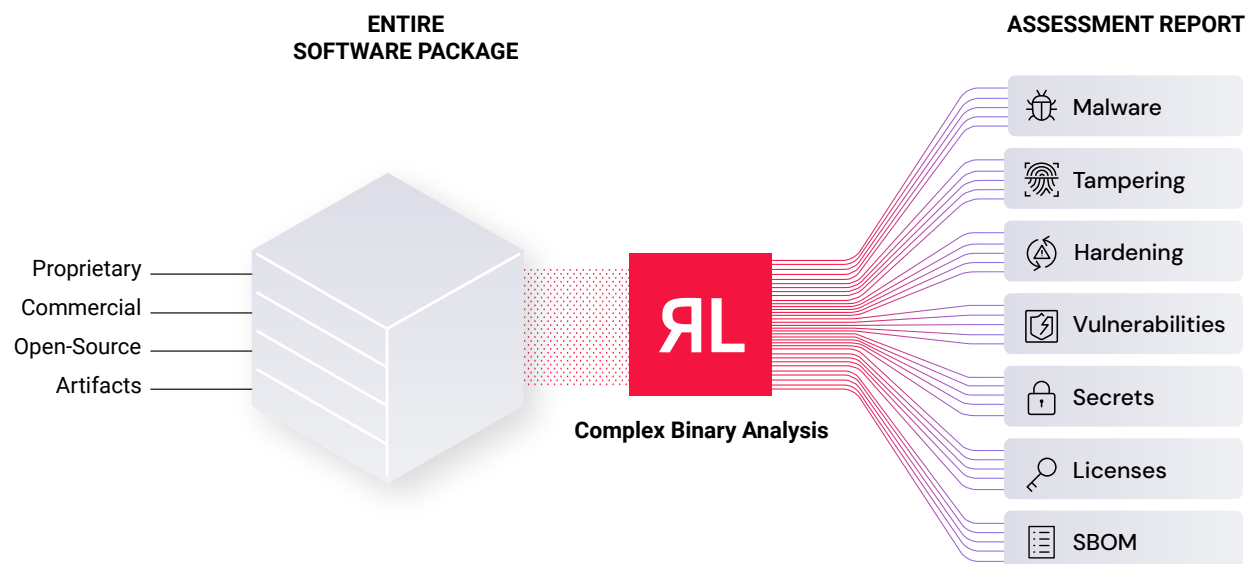 ENTIRE
SOFTWARE PACKAGE
Proprietary
Commercial
Open-Source
Artifacts
ЯL
Complex Binary Analysis
ASSESSMENT REPORT
Malware
Tampering
Hardening
Vulnerabilities
Secrets
Licenses
SBOM